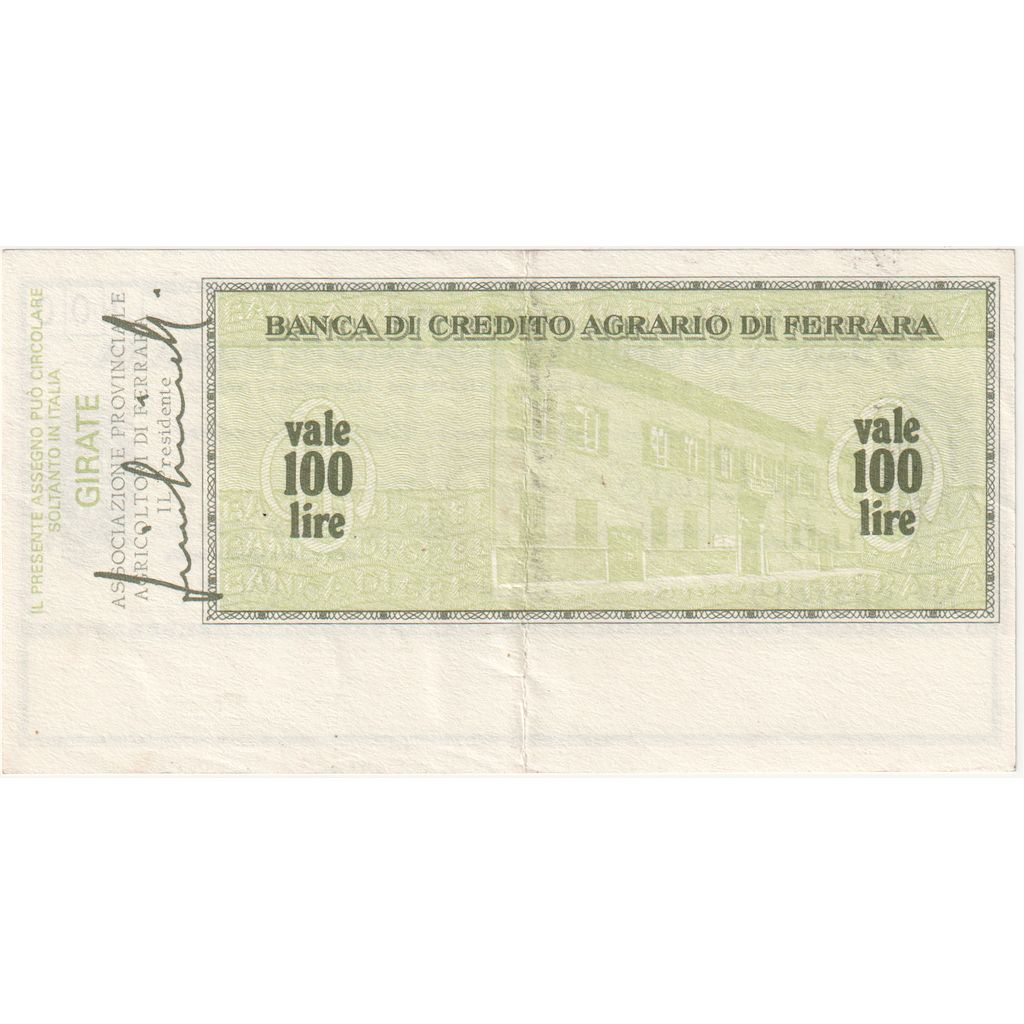 IL PRESENTE ASSEGNO PUÒ CIRCOLARE
SOLTANTO IN ITALIA
GIRATE
ASSOCIAZIONE PROVINCIALE
AGRICOLTORI DI FERRARA
IL Presidente
BANCA DI CREDITO AGRARIO DI FERRARA
vale
100
lire
vale
100
lire